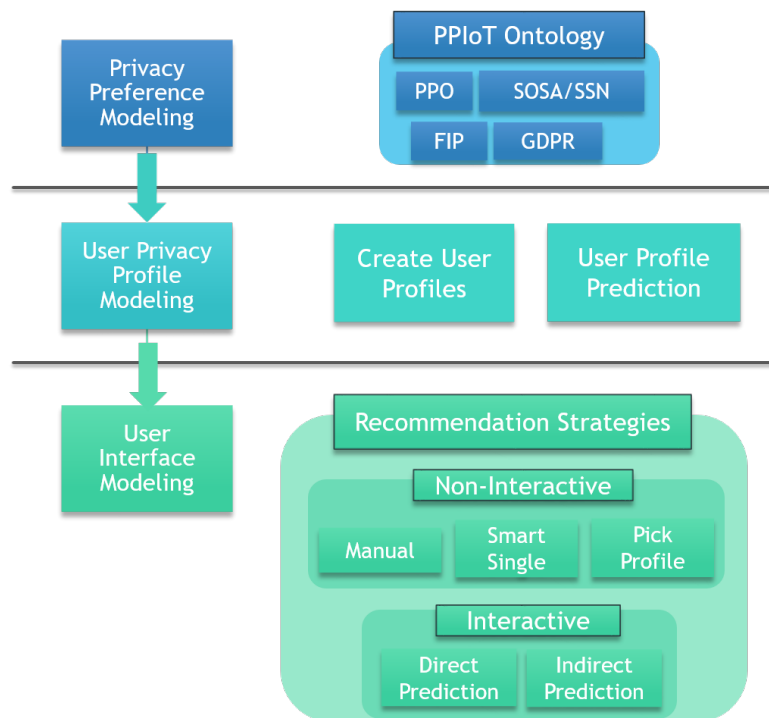 Privacy
Preference
Modeling
PPIoT Ontology
PPO
SOSA/SSN
FIP
GDPR
User Privacy
Profile
Modeling
Create User
Profiles
User Profile
Prediction
User
Interface
Modeling
Recommendation Strategies
Non-Interactive
Manual
Smart
Single
Pick
Profile
Interactive
Direct
Prediction
Indirect
Prediction